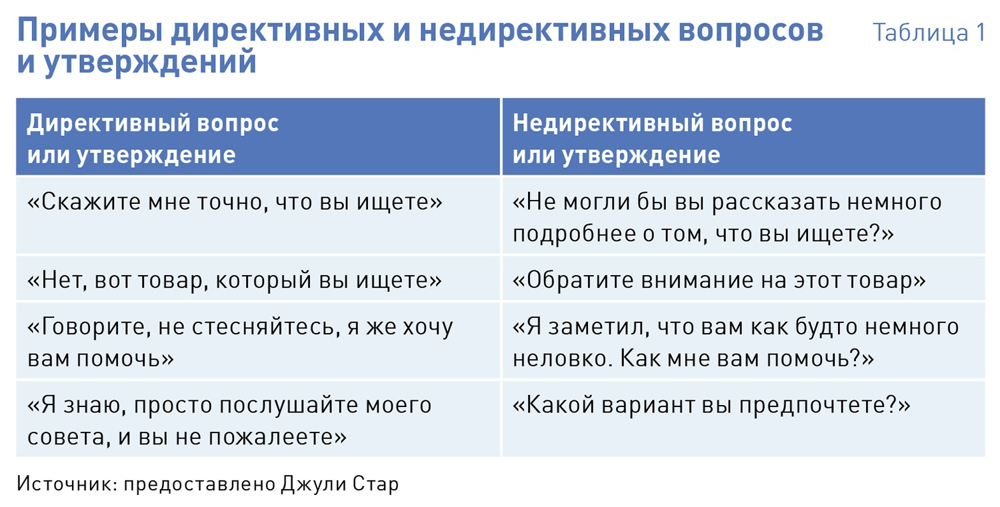 Примеры директивных и недирективных вопросов
и утверждений
Таблица 1
Директивный вопрос
или утверждение
Недирективный вопрос
или утверждение
«Скажите мне точно, что вы ищете»
«Не могли бы вы рассказать немного
подробнее о том, что вы ищете?»
«Нет, вот товар, который вы ищете»
«Обратите внимание на этот товар»
«Говорите, не стесняйтесь, я же хочу
вам помочь»
«Я заметил, что вам как будто немного
неловко. Как мне вам помочь?»
«Я знаю, просто послушайте моего
совета, и вы не пожалеете»
«Какой вариант вы предпочтете?»
Источник: предоставлено Джули Стар